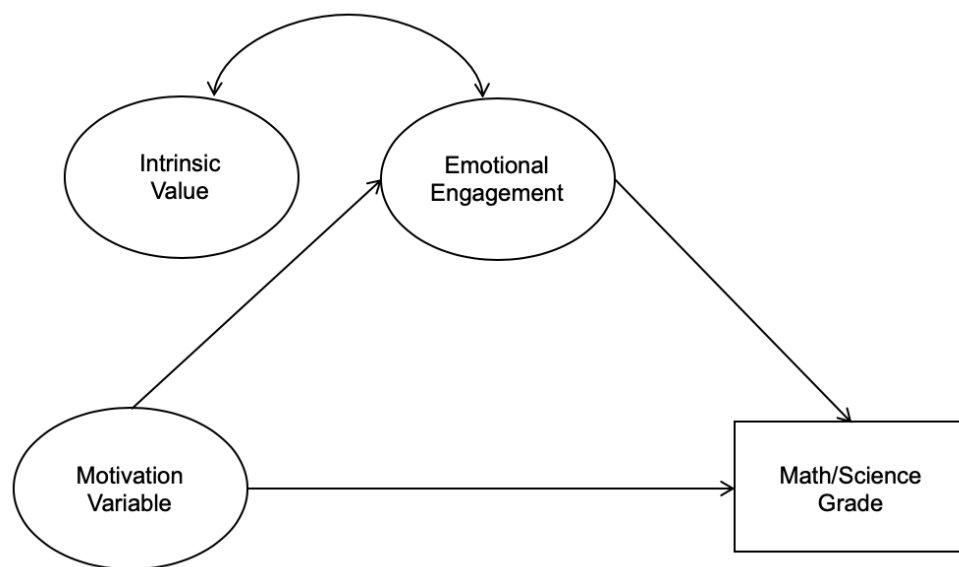 Intrinsic
Value
Emotional
Engagement
Motivation
Variable
Math/Science
Grade